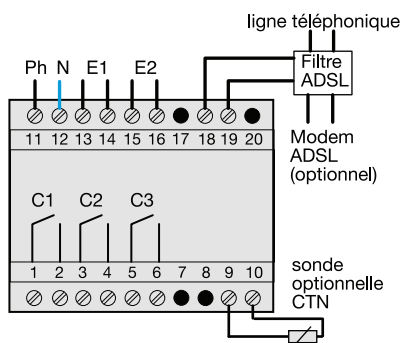 ligne téléphonique
Ph N E1 E2
Filtre
ADSL
11 12 13 14 15 16 17 18 19 20
Modem
ADSL
(optionnel)
C1 C2 C3
1 2 3 4 5 6 7 8 9 10
sonde
optionnelle
CTN